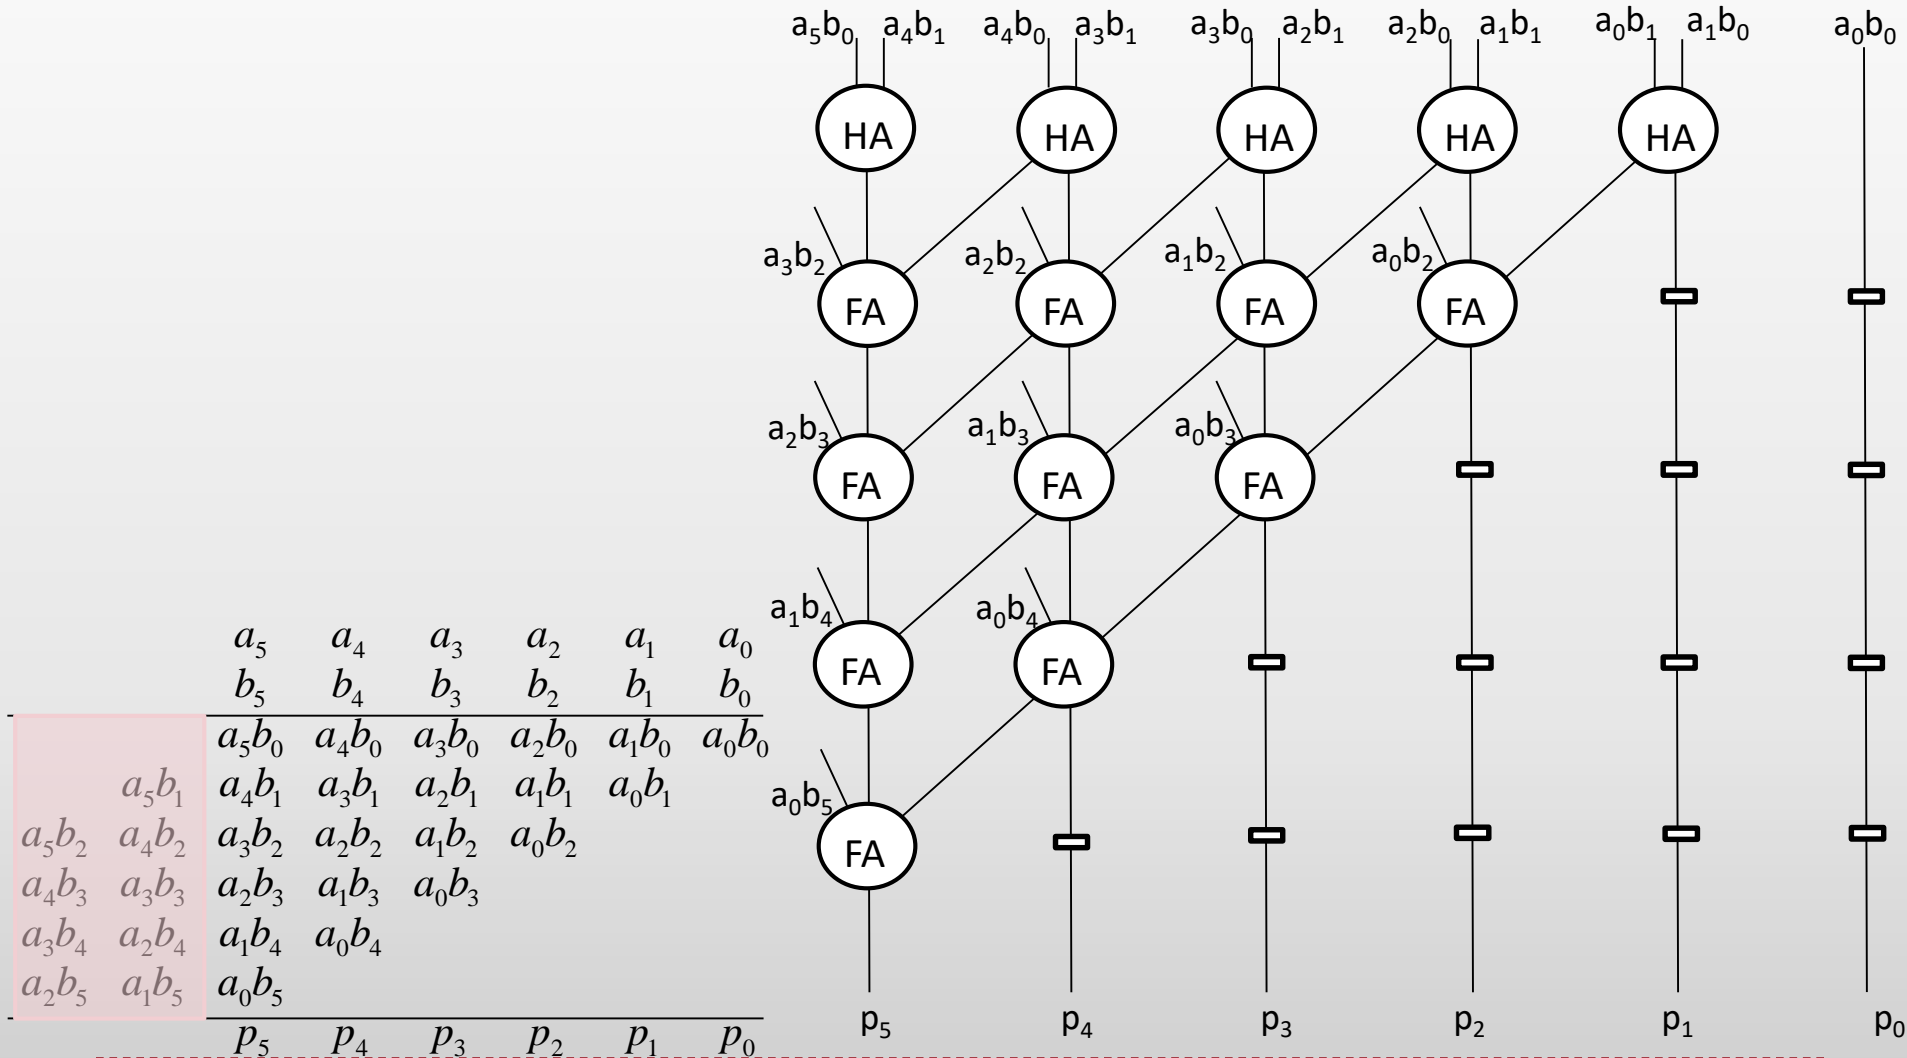 a₅b₀ a₄b₁ a₄b₀ a₃b₁ a₃b₀ a₂b₁ a₂b₀ a₁b₁ a₀b₁ a₁b₀ a₀b₀
HA HA HA HA HA
a₃b₂ a₂b₂ a₁b₂ a₀b₂
FA FA FA FA
a₂b₃ a₁b₃ a₀b₃
FA FA FA
a₁b₄ a₀b₄
FA FA
a₀b₅
FA
p₅ p₄ p₃ p₂ p₁ p₀
a₅ a₄ a₃ a₂ a₁ a₀
b₅ b₄ b₃ b₂ b₁ b₀
a₅b₀ a₄b₀ a₃b₀ a₂b₀ a₁b₀ a₀b₀
a₅b₁ a₄b₁ a₃b₁ a₂b₁ a₁b₁ a₀b₁
a₅b₂ a₄b₂ a₃b₂ a₂b₂ a₁b₂ a₀b₂
a₄b₃ a₃b₃ a₂b₃ a₁b₃ a₀b₃
a₃b₄ a₂b₄ a₁b₄ a₀b₄
a₂b₅ a₁b₅ a₀b₅
p₅ p₄ p₃ p₂ p₁ p₀